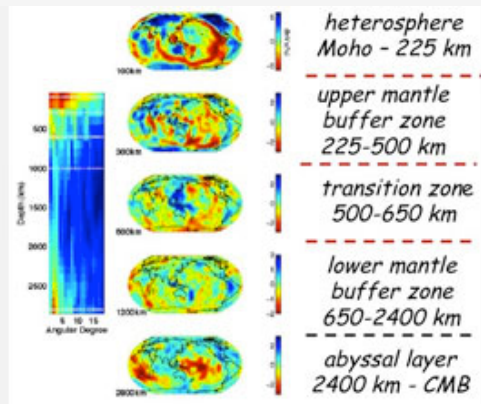 heterosphere
Moho – 225 km
100km
upper mantle
buffer zone
225-500 km
300km
500
1000
1500
2000
2500
Depth (km)
5 10 15
Angular Degree
transition zone
500-650 km
600km
lower mantle
buffer zone
650-2400 km
1200km
abyssal layer
2400 km - CMB
2800km